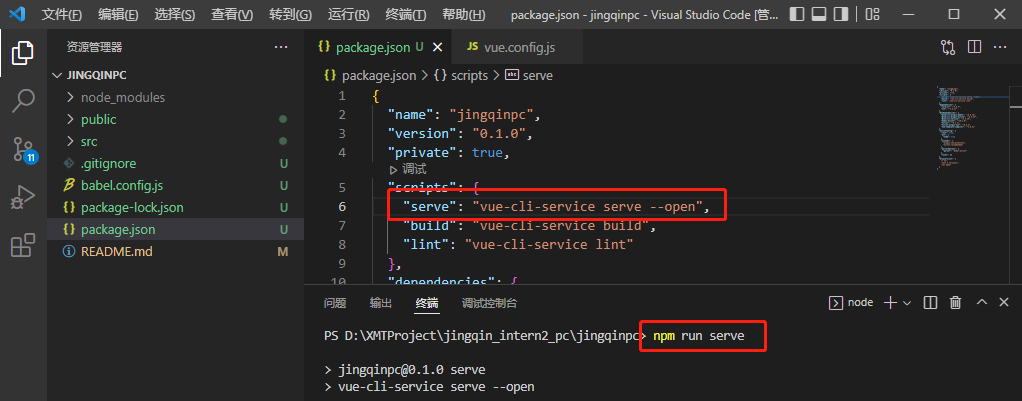 文件(F) 编辑(E) 选择(S) 查看(V) 转到(G) 运行(R) 终端(T) 帮助(H) package.json - jingqinpc - Visual Studio Code [管...
资源管理器
package.json U
JS vue.config.js
JINGQINPC
node_modules
public
src
.gitignore U
babel.config.js U
package-lock.json U
package.json U
README.md M
11
{} package.json > {} scripts > abc serve
1 {
2 "name": "jingqinpc",
3 "version": "0.1.0",
4 "private": true,
调试
5 "scripts": {
6 "serve": "vue-cli-service serve --open",
7 "build": "vue-cli-service build",
8 "lint": "vue-cli-service lint"
9 },
10 "dependencies": {
问题 输出 终端 调试控制台 node
PS D:\XMTProject\jingqin_intern2_pc\jingqinpc> npm run serve
> jingqinpc@0.1.0 serve
> vue-cli-service serve --open